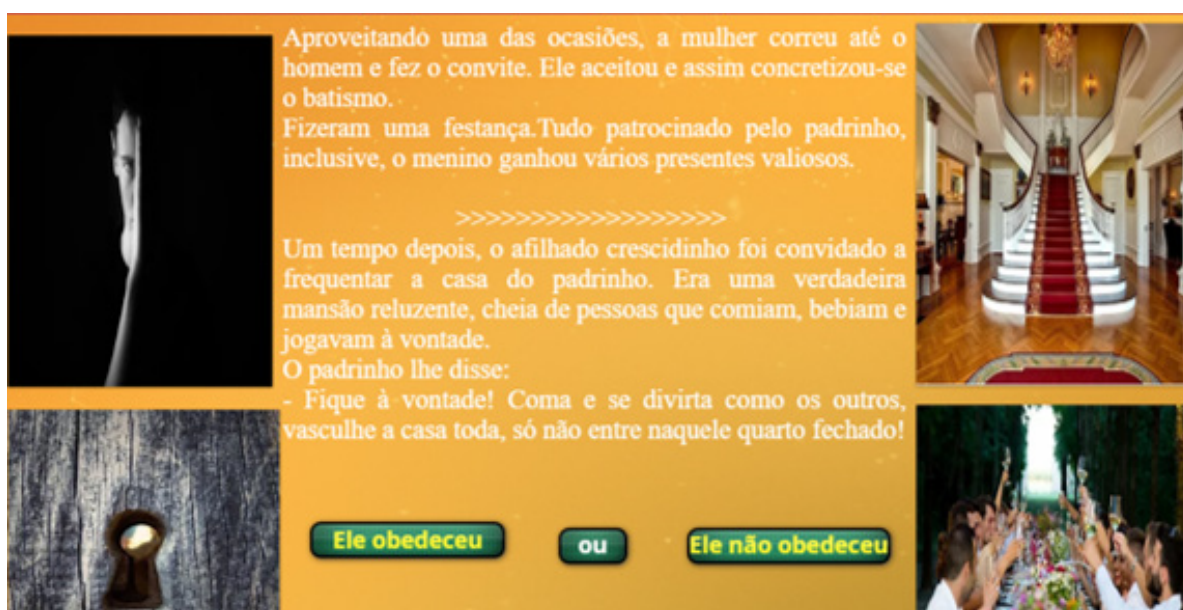 Aproveitando uma das ocasiões, a mulher correu até o
homem e fez o convite. Ele aceitou e assim concretizou-se
o batismo.
Fizeram uma festança.Tudo patrocinado pelo padrinho,
inclusive, o menino ganhou vários presentes valiosos.
>>>>>>>>>>>>>>>>>>
Um tempo depois, o afilhado crescidinho foi convidado a
frequentar a casa do padrinho. Era uma verdadeira
mansão reluzente, cheia de pessoas que comiam, bebiam e
jogavam à vontade.
O padrinho lhe disse:
- Fique à vontade! Coma e se divirta como os outros,
vasculhe a casa toda, só não entre naquele quarto fechado!
Ele obedeceu ou Ele não obedeceu